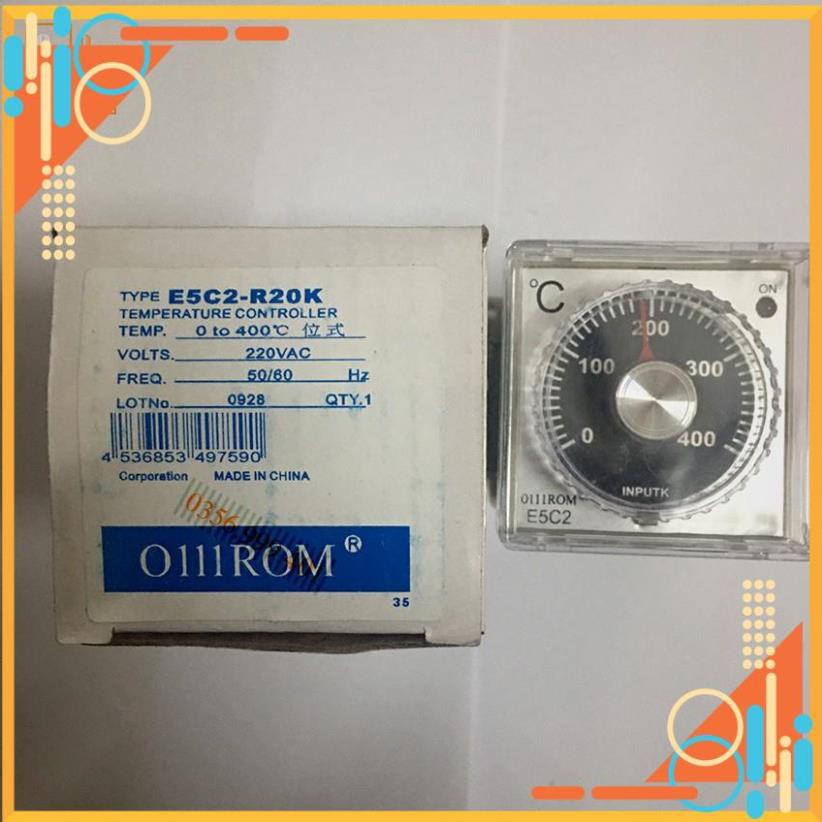 TYPE E5C2-R20K
TEMPERATURE CONTROLLER
TEMP. 0 to 400℃ 位式
VOLTS. 220VAC
FREQ. 50/60 Hz
LOTNo. 0928 QTY.1
4 536853 497590
Corporation MADE IN CHINA
0356
O111ROM®
35
℃
ON
0
100
200
300
400
INPUTK
O111ROM
E5C2